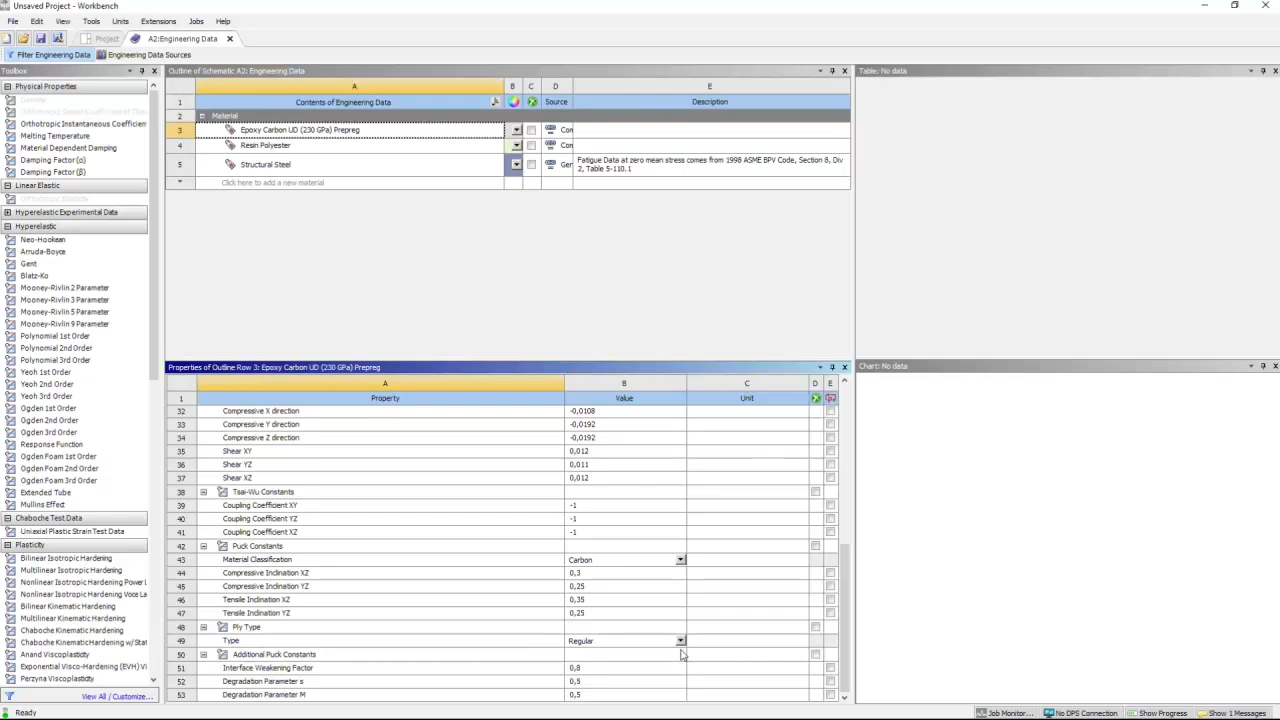 Unsaved Project - Workbench
File Edit View Tools Units Extensions Jobs Help
Project A2:Engineering Data
Filter Engineering Data Engineering Data Sources
Toolbox
Physical Properties
Density
Orthotropic Instantaneous Coefficien
Melting Temperature
Material Dependent Damping
Damping Factor (α)
Damping Factor (β)
Linear Elastic
Orthotropic Elasticity
Hyperelastic Experimental Data
Hyperelastic
Neo-Hookean
Arruda-Boyce
Gent
Blatz-Ko
Mooney-Rivlin 2 Parameter
Mooney-Rivlin 3 Parameter
Mooney-Rivlin 5 Parameter
Mooney-Rivlin 9 Parameter
Polynomial 1st Order
Polynomial 2nd Order
Polynomial 3rd Order
Yeoh 1st Order
Yeoh 2nd Order
Yeoh 3rd Order
Ogden 1st Order
Ogden 2nd Order
Ogden 3rd Order
Response Function
Ogden Foam 1st Order
Ogden Foam 2nd Order
Ogden Foam 3rd Order
Extended Tube
Mullins Effect
Chaboche Test Data
Uniaxial Plastic Strain Test Data
Plasticity
Bilinear Isotropic Hardening
Multilinear Isotropic Hardening
Nonlinear Isotropic Hardening Power L
Nonlinear Isotropic Hardening Voce La
Bilinear Kinematic Hardening
Multilinear Kinematic Hardening
Chaboche Kinematic Hardening
Chaboche Kinematic Hardening w/Stat
Anand Viscoplasticity
Exponential Visco-Hardening (EVH) Vi
Perzyna Viscoplasticity
View All / Customize...
Outline of Schematic A2: Engineering Data
A B C D E
1 Contents of Engineering Data Source Description
2 Material
3 Epoxy Carbon UD (230 GPa) Prepreg Con
4 Resin Polyester Con
5 Structural Steel Ger Fatigue Data at zero mean stress comes from 1998 ASME BPV Code, Section 8, Div
2, Table 5-110.1
* Click here to add a new material
Properties of Outline Row 3: Epoxy Carbon UD (230 GPa) Prepreg
A B C D E
1 Property Value Unit
32 Compressive X direction -0,0108
33 Compressive Y direction -0,0192
34 Compressive Z direction -0,0192
35 Shear XY 0,012
36 Shear YZ 0,011
37 Shear XZ 0,012
38 Tsai-Wu Constants
39 Coupling Coefficient XY -1
40 Coupling Coefficient YZ -1
41 Coupling Coefficient XZ -1
42 Puck Constants
43 Material Classification Carbon
44 Compressive Inclination XZ 0,3
45 Compressive Inclination YZ 0,25
46 Tensile Inclination XZ 0,35
47 Tensile Inclination YZ 0,25
48 Ply Type
49 Type Regular
50 Additional Puck Constants
51 Interface Weakening Factor 0,8
52 Degradation Parameter s 0,5
53 Degradation Parameter M 0,5
Table: No data
Chart: No data
Ready
Job Monitor... No DPS Connection Show Progress Show 1 Messages